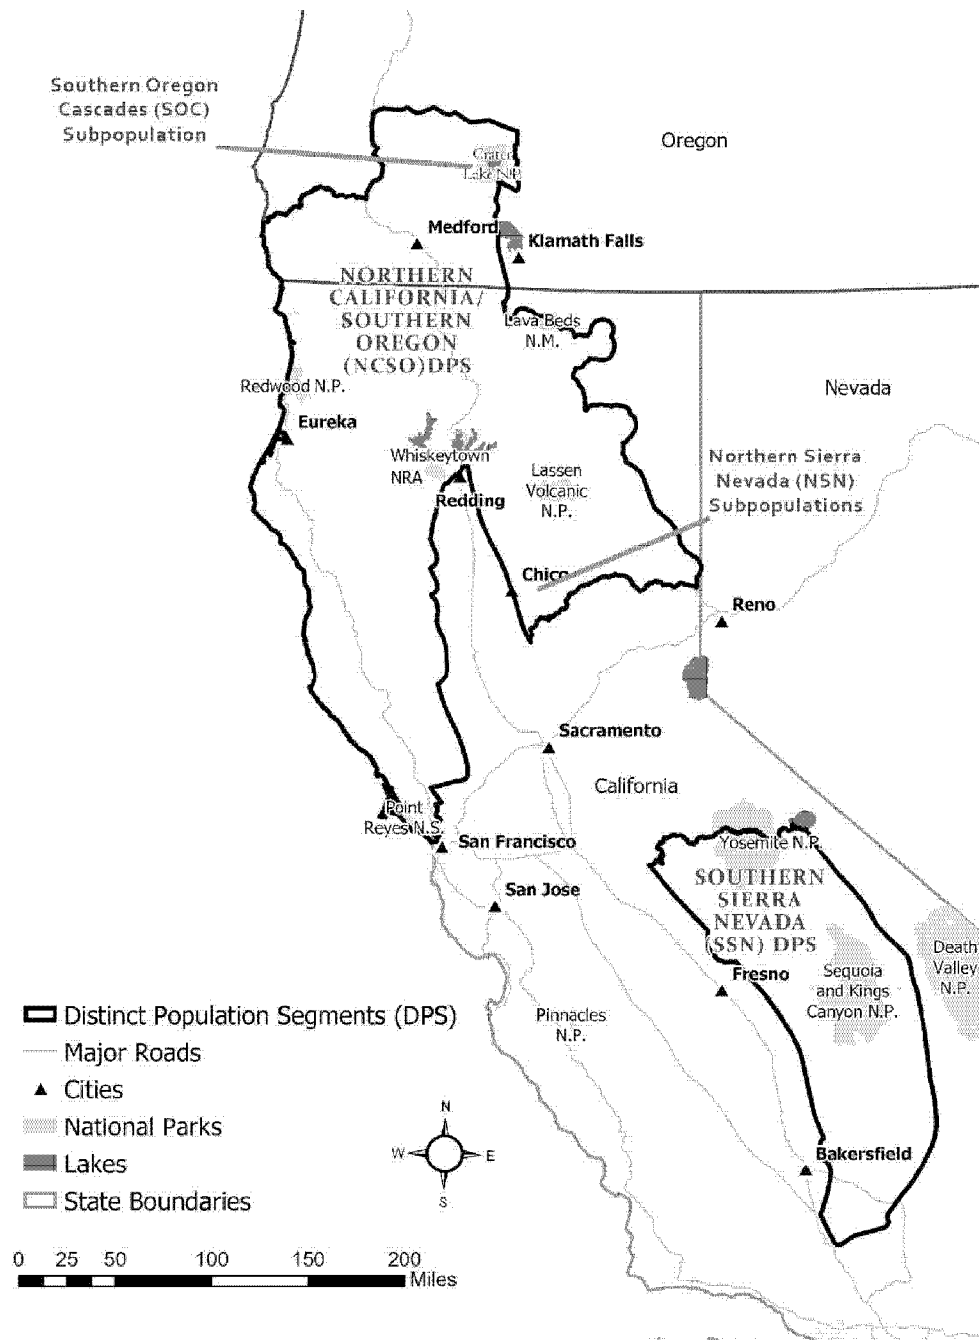 Southern Oregon
Cascades (SOC)
Subpopulation
Oregon
Crater
Lake N.P.
Medford
Klamath Falls
NORTHERN
CALIFORNIA/
SOUTHERN
OREGON
(NCSO) DPS
Lava Beds
N.M.
Redwood N.P.
Nevada
Eureka
Whiskeytown
NRA
Redding
Lassen
Volcanic
N.P.
Northern Sierra
Nevada (NSN)
Subpopulations
Chico
Reno
Sacramento
California
Point
Reyes N.S.
San Francisco
Yosemite N.P.
San Jose
SOUTHERN
SIERRA
NEVADA
(SSN) DPS
Fresno
Sequoia
and Kings
Canyon N.P.
Death
Valley
N.P.
Pinnacles
N.P.
Bakersfield
Distinct Population Segments (DPS)
Major Roads
Cities
National Parks
Lakes
State Boundaries
N
W
E
S
0 25 50 100 150 200
Miles